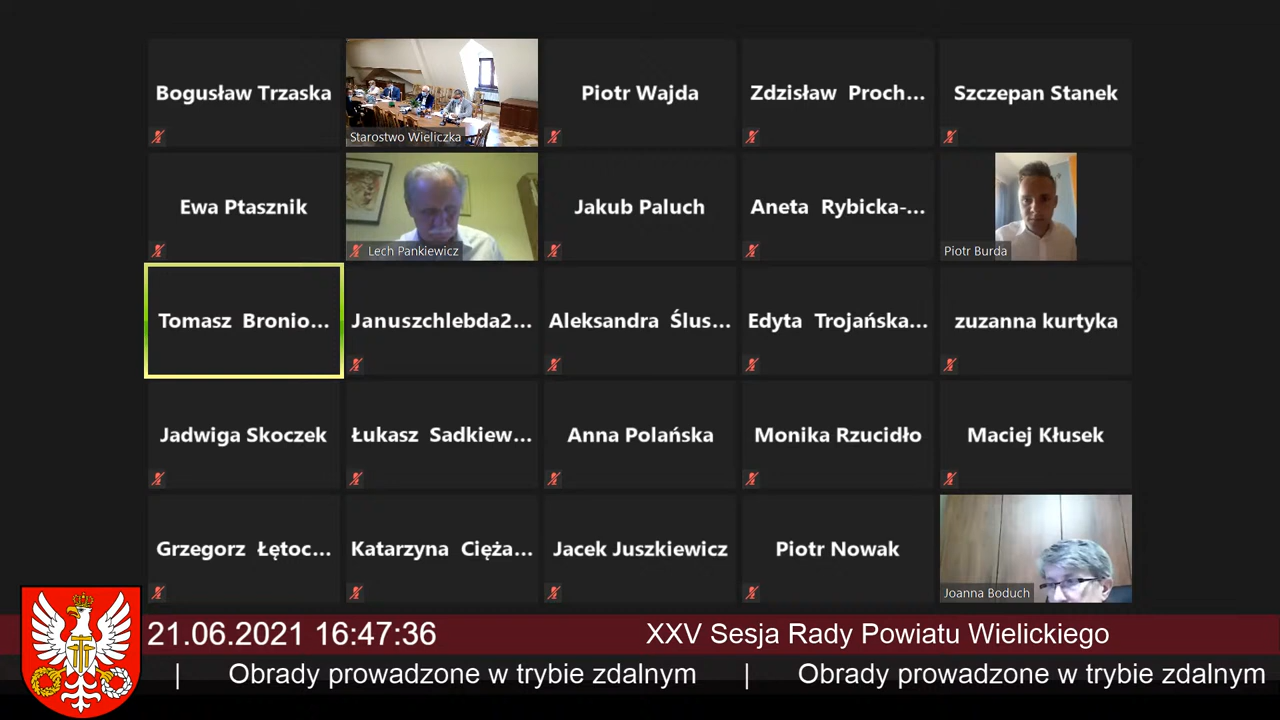 Bogusław Trzaska
Starostwo Wieliczka
Piotr Wajda
Zdzisław Proch...
Szczepan Stanek
Ewa Ptasznik
Lech Pankiewicz
Jakub Paluch
Aneta Rybicka-...
Piotr Burda
Tomasz Bronio...
Januszchlebda2...
Aleksandra Ślus...
Edyta Trojańska...
zuzanna kurtyka
Jadwiga Skoczek
Łukasz Sadkiew...
Anna Polańska
Monika Rzucidło
Maciej Kłusek
Grzegorz Łętoc...
Katarzyna Cięża...
Jacek Juszkiewicz
Piotr Nowak
Joanna Boduch
21.06.2021 16:47:36 XXV Sesja Rady Powiatu Wielickiego
| Obrady prowadzone w trybie zdalnym | Obrady prowadzone w trybie zdalnym